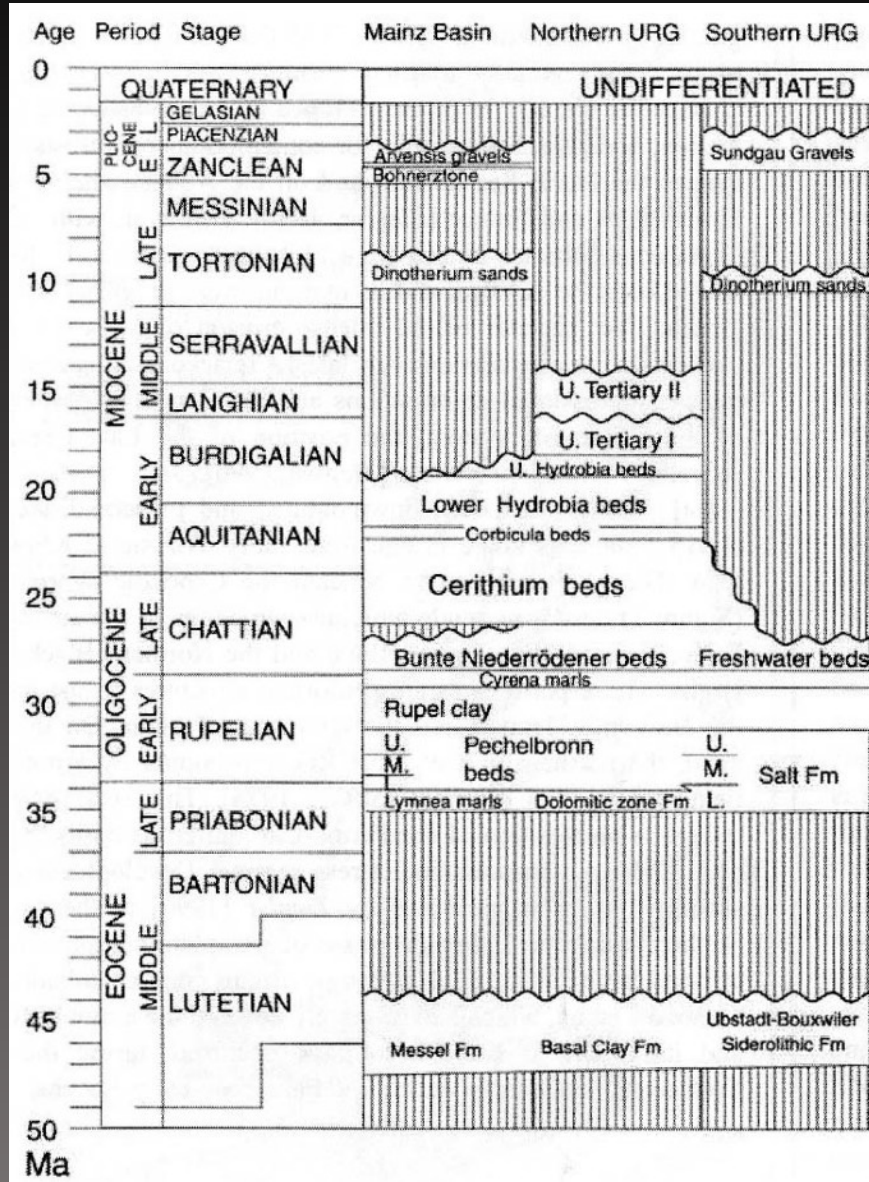 Age Period Stage Mainz Basin Northern URG Southern URG
0
QUATERNARY UNDIFFERENTIATED
GELASIAN
PLIO-
CENE
L
PIACENZIAN
Arvensis gravels
Sundgau Gravels
E
ZANCLEAN
Bohnerztone
5
MESSINIAN
MIOCENE
LATE
TORTONIAN
Dinotherium sands
Dinotherium sands
10
MIDDLE
SERRAVALLIAN
15
U. Tertiary II
LANGHIAN
U. Tertiary I
EARLY
BURDIGALIAN
U. Hydrobia beds
20
Lower Hydrobia beds
AQUITANIAN
Corbicula beds
Cerithium beds
25
OLIGOCENE
LATE
CHATTIAN
Bunte Niederrödener beds Freshwater beds
Cyrena marls
30
Rupel clay
EARLY
RUPELIAN
U. Pechelbronn U.
M. beds M. Salt Fm
L L.
Lymnea marls Dolomitic zone Fm
35
EOCENE
LATE
PRIABONIAN
BARTONIAN
40
MIDDLE
LUTETIAN
45
Ubstadt-Bouxwiler
Messel Fm Basal Clay Fm Siderolithic Fm
50
Ma